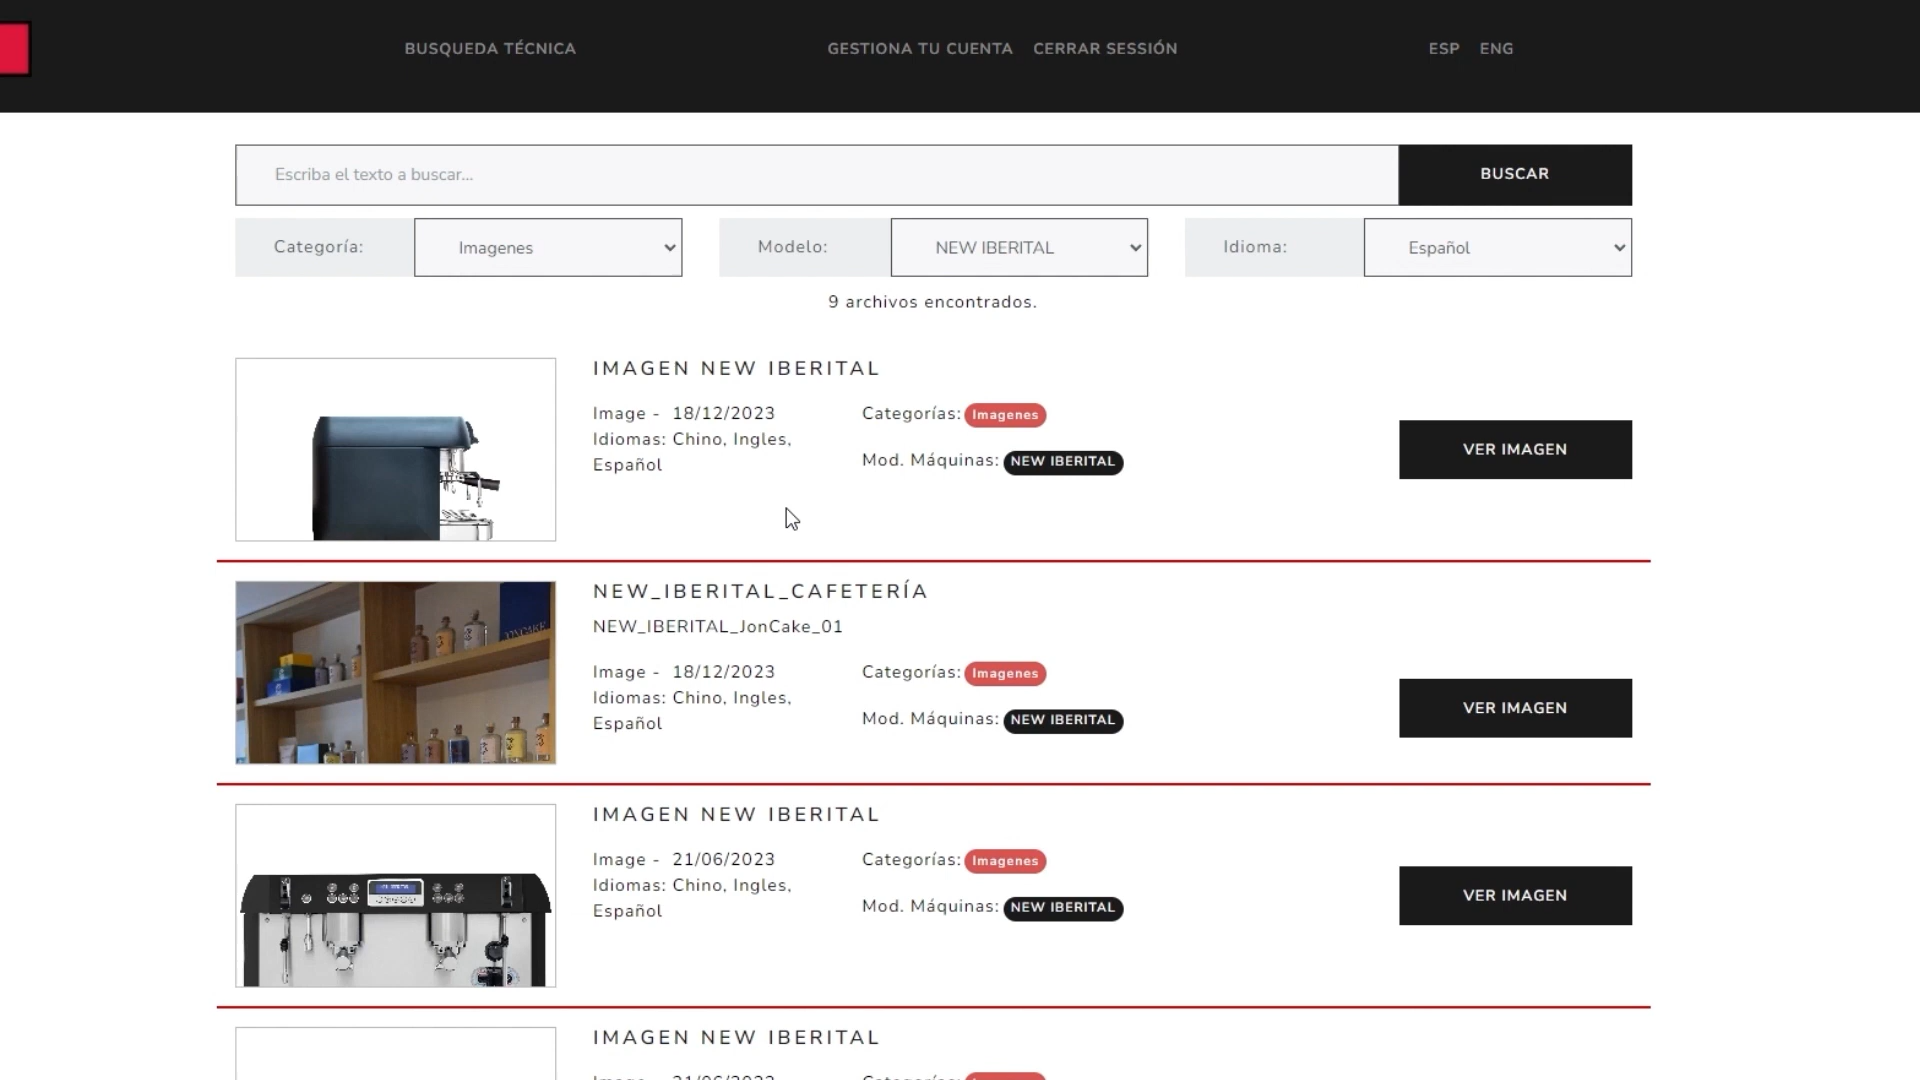 BUSQUEDA TÉCNICA
GESTIONA TU CUENTA CERRAR SESSIÓN
ESP ENG
Escriba el texto a buscar...
BUSCAR
Categoría: Imagenes
Modelo: NEW IBERITAL
Idioma: Español
9 archivos encontrados.
IMAGEN NEW IBERITAL
Image - 18/12/2023
Idiomas: Chino, Ingles,
Español
Categorías: Imagenes
Mod. Máquinas: NEW IBERITAL
VER IMAGEN
NEW_IBERITAL_CAFETERÍA
NEW_IBERITAL_JonCake_01
Image - 18/12/2023
Idiomas: Chino, Ingles,
Español
Categorías: Imagenes
Mod. Máquinas: NEW IBERITAL
VER IMAGEN
JONCAKE
IMAGEN NEW IBERITAL
Image - 21/06/2023
Idiomas: Chino, Ingles,
Español
Categorías: Imagenes
Mod. Máquinas: NEW IBERITAL
VER IMAGEN
IMAGEN NEW IBERITAL